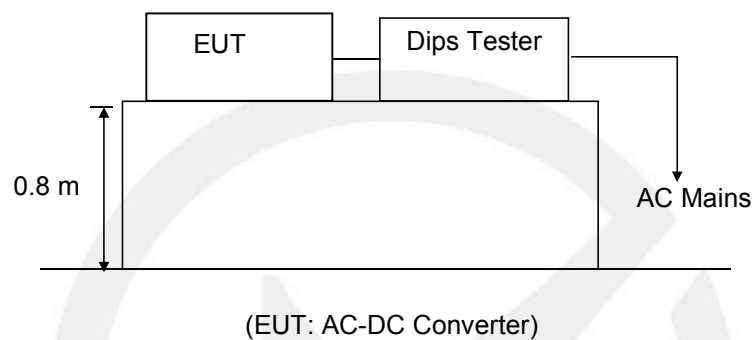 EUT
Dips Tester
0.8 m
AC Mains
(EUT: AC-DC Converter)